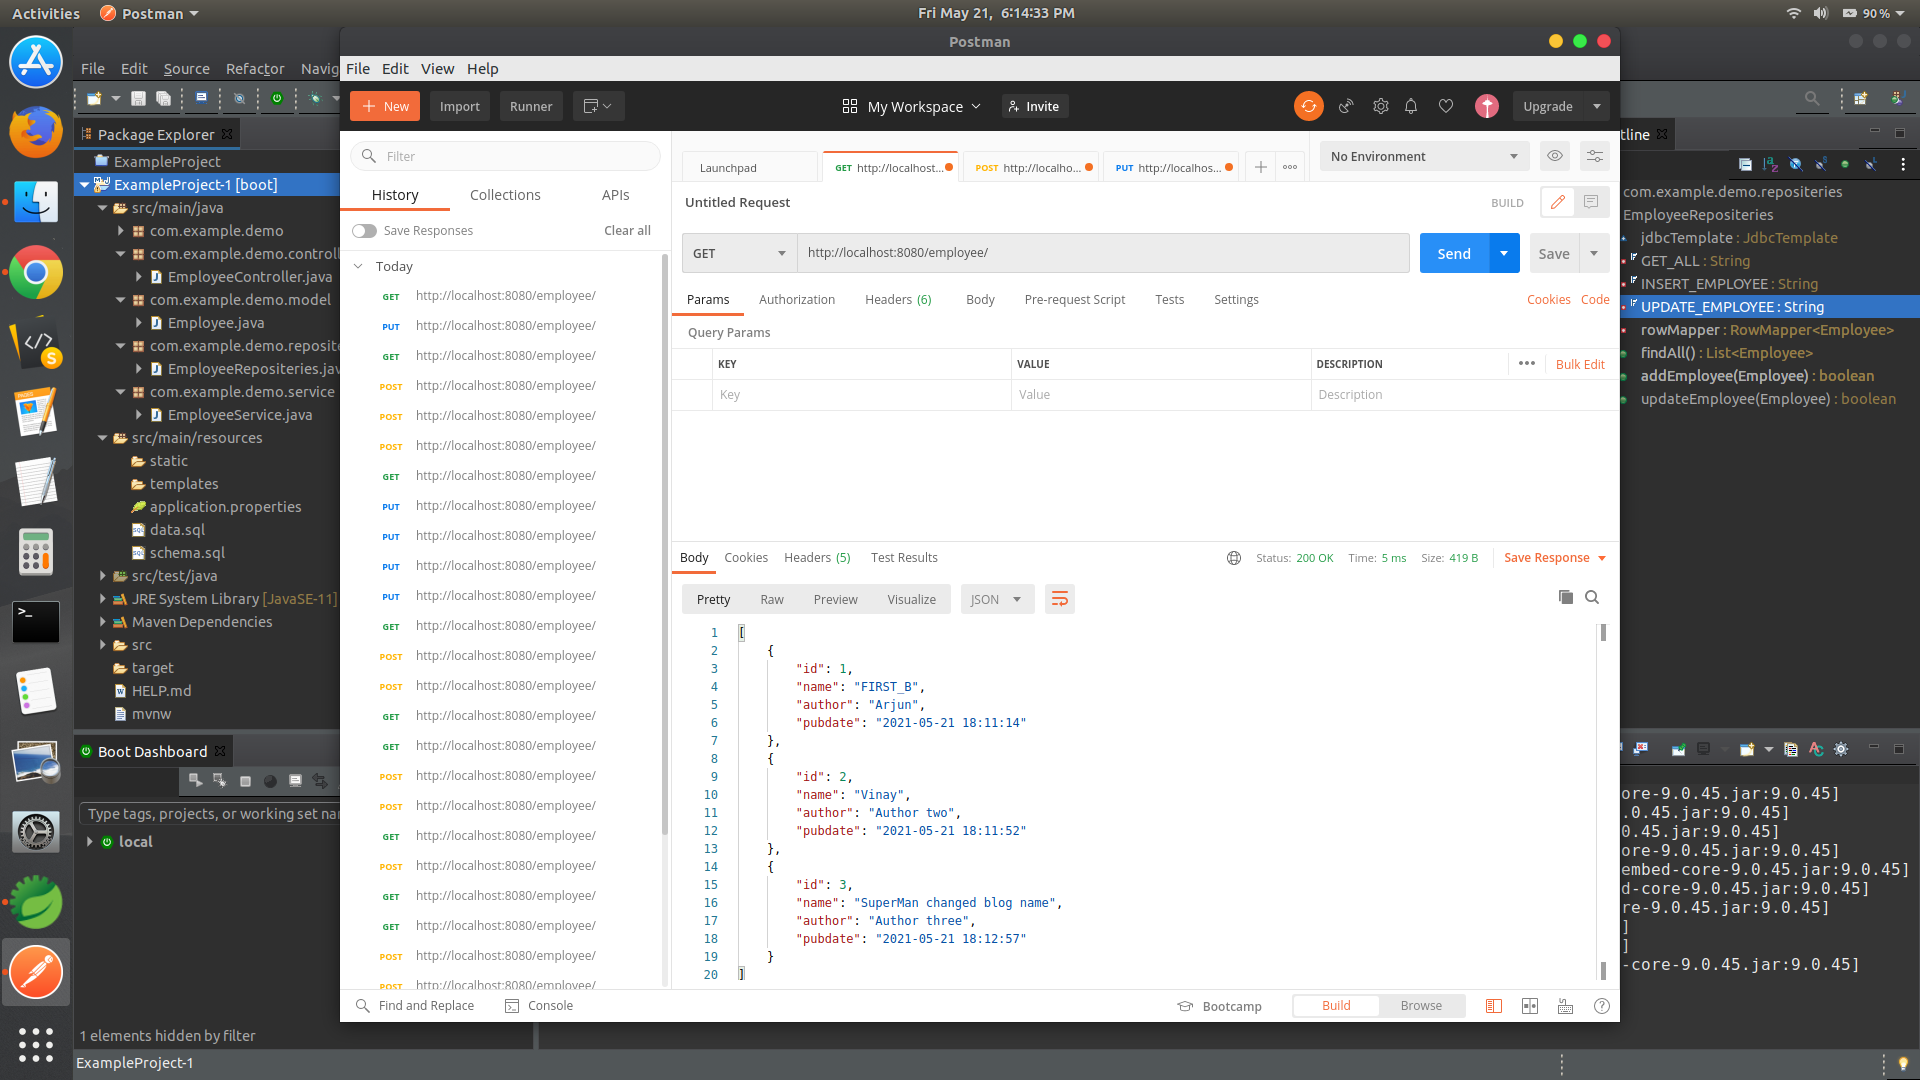 Activities
Postman
Fri May 21, 6:14:33 PM
90 %
Postman
File Edit Source Refactor Navig
File Edit View Help
New
Import
Runner
My Workspace
Invite
Upgrade
Package Explorer
ExampleProject
ExampleProject-1 [boot]
src/main/java
com.example.demo
com.example.demo.controll
EmployeeController.java
com.example.demo.model
Employee.java
com.example.demo.reposite
EmployeeRepositeries.jav
com.example.demo.service
EmployeeService.java
src/main/resources
static
templates
application.properties
data.sql
schema.sql
src/test/java
JRE System Library [JavaSE-11]
Maven Dependencies
src
target
HELP.md
mvnw
Boot Dashboard
Type tags, projects, or working set nar
local
1 elements hidden by filter
ExampleProject-1
Filter
History
Collections
APIs
Save Responses
Clear all
Today
GET http://localhost:8080/employee/
PUT http://localhost:8080/employee/
GET http://localhost:8080/employee/
POST http://localhost:8080/employee/
POST http://localhost:8080/employee/
POST http://localhost:8080/employee/
GET http://localhost:8080/employee/
PUT http://localhost:8080/employee/
PUT http://localhost:8080/employee/
PUT http://localhost:8080/employee/
PUT http://localhost:8080/employee/
GET http://localhost:8080/employee/
POST http://localhost:8080/employee/
POST http://localhost:8080/employee/
GET http://localhost:8080/employee/
GET http://localhost:8080/employee/
POST http://localhost:8080/employee/
POST http://localhost:8080/employee/
GET http://localhost:8080/employee/
POST http://localhost:8080/employee/
GET http://localhost:8080/employee/
GET http://localhost:8080/employee/
POST http://localhost:8080/employee/
POST http://localhost:8080/employee/
Find and Replace
Console
Launchpad
GET http://localhost...
POST http://localho...
PUT http://localhos...
No Environment
Untitled Request
BUILD
GET
http://localhost:8080/employee/
Send
Save
Params
Authorization
Headers (6)
Body
Pre-request Script
Tests
Settings
Cookies Code
Query Params
KEY
VALUE
DESCRIPTION
Bulk Edit
Key
Value
Description
Body
Cookies
Headers (5)
Test Results
Status: 200 OK
Time: 5 ms
Size: 419 B
Save Response
Pretty
Raw
Preview
Visualize
JSON
1 [
2 {
3 "id": 1,
4 "name": "FIRST_B",
5 "author": "Arjun",
6 "pubdate": "2021-05-21 18:11:14"
7 },
8 {
9 "id": 2,
10 "name": "Vinay",
11 "author": "Author two",
12 "pubdate": "2021-05-21 18:11:52"
13 },
14 {
15 "id": 3,
16 "name": "SuperMan changed blog name",
17 "author": "Author three",
18 "pubdate": "2021-05-21 18:12:57"
19 }
20 ]
Bootcamp
Build
Browse
tline
com.example.demo.repositeries
EmployeeRepositeries
jdbcTemplate : JdbcTemplate
GET_ALL : String
INSERT_EMPLOYEE : String
UPDATE_EMPLOYEE : String
rowMapper : RowMapper<Employee>
findAll() : List<Employee>
addEmployee(Employee) : boolean
updateEmployee(Employee) : boolean
ore-9.0.45.jar:9.0.45]
.0.45.jar:9.0.45]
0.45.jar:9.0.45]
ore-9.0.45.jar:9.0.45]
embed-core-9.0.45.jar:9.0.45]
d-core-9.0.45.jar:9.0.45]
re-9.0.45.jar:9.0.45]
]
]
-core-9.0.45.jar:9.0.45]